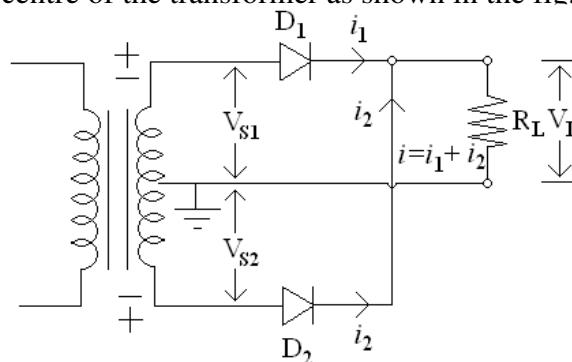 centre of the transformer as shown in the fig
+
−
D1
i1
VS1
i2
RL
i=i1+ i2
VS2
−
+
D2
i2